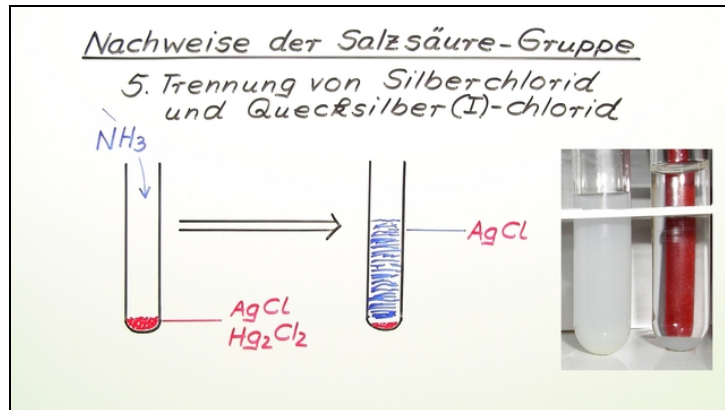 Nachweise der Salzsäure-Gruppe
5. Trennung von Silberchlorid
und Quecksilber(I)-chlorid
NH3
AgCl
AgCl
Hg2Cl2